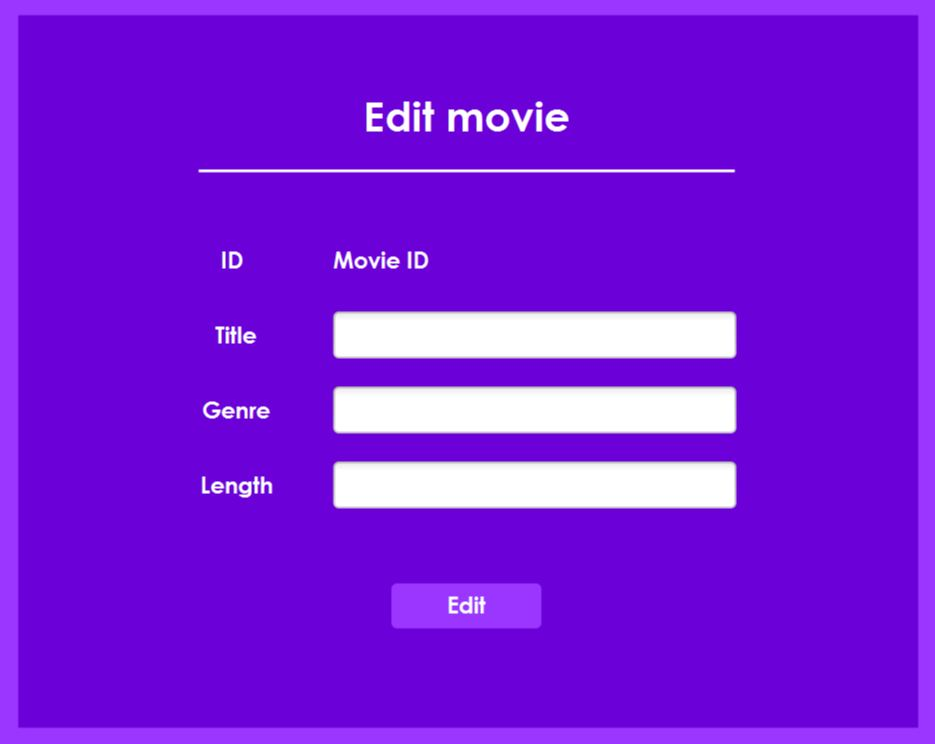 Edit movie
ID Movie ID
Title
Genre
Length
Edit